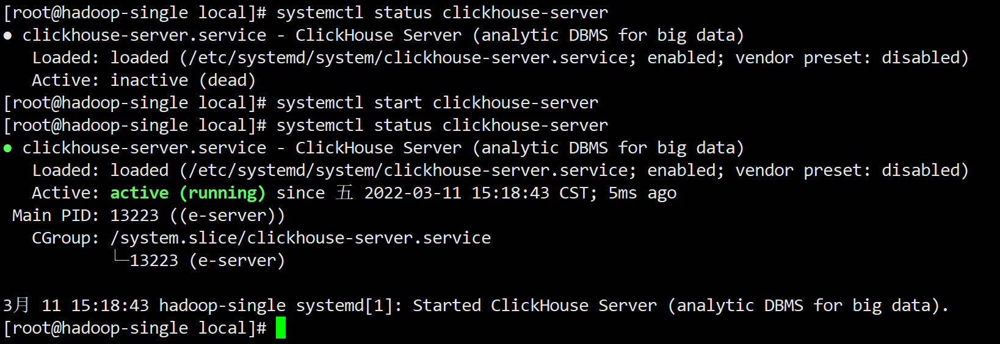 [root@hadoop-single local]# systemctl status clickhouse-server
● clickhouse-server.service - ClickHouse Server (analytic DBMS for big data)
   Loaded: loaded (/etc/systemd/system/clickhouse-server.service; enabled; vendor preset: disabled)
   Active: inactive (dead)
[root@hadoop-single local]# systemctl start clickhouse-server
[root@hadoop-single local]# systemctl status clickhouse-server
● clickhouse-server.service - ClickHouse Server (analytic DBMS for big data)
   Loaded: loaded (/etc/systemd/system/clickhouse-server.service; enabled; vendor preset: disabled)
   Active: active (running) since 五 2022-03-11 15:18:43 CST; 5ms ago
 Main PID: 13223 ((e-server))
   CGroup: /system.slice/clickhouse-server.service
           └─13223 (e-server)

3月 11 15:18:43 hadoop-single systemd[1]: Started ClickHouse Server (analytic DBMS for big data).
[root@hadoop-single local]#